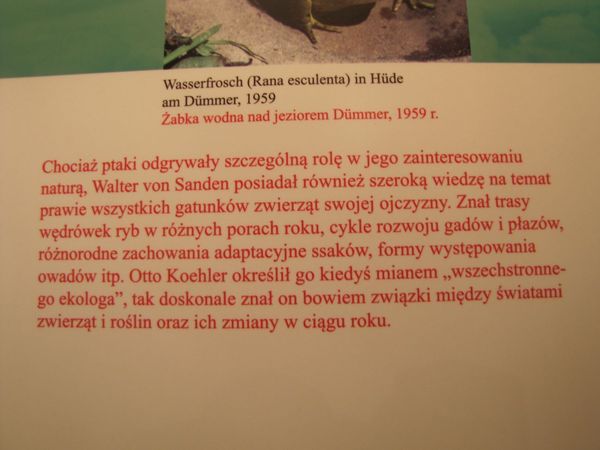 Wasserfrosch (Rana esculenta) in Hüde
am Dümmer, 1959
Żabka wodna nad jeziorem Dümmer, 1959 r.
Chociaż ptaki odgrywały szczególną rolę w jego zainteresowaniu
naturą, Walter von Sanden posiadał również szeroką wiedzę na temat
prawie wszystkich gatunków zwierząt swojej ojczyzny. Znał trasy
wędrówek ryb w różnych porach roku, cykle rozwoju gadów i płazów,
różnorodne zachowania adaptacyjne ssaków, formy występowania
owadów itp. Otto Koehler określił go kiedyś mianem „wszechstronne-
go ekologa”, tak doskonale znał on bowiem związki między światami
zwierząt i roślin oraz ich zmiany w ciągu roku.